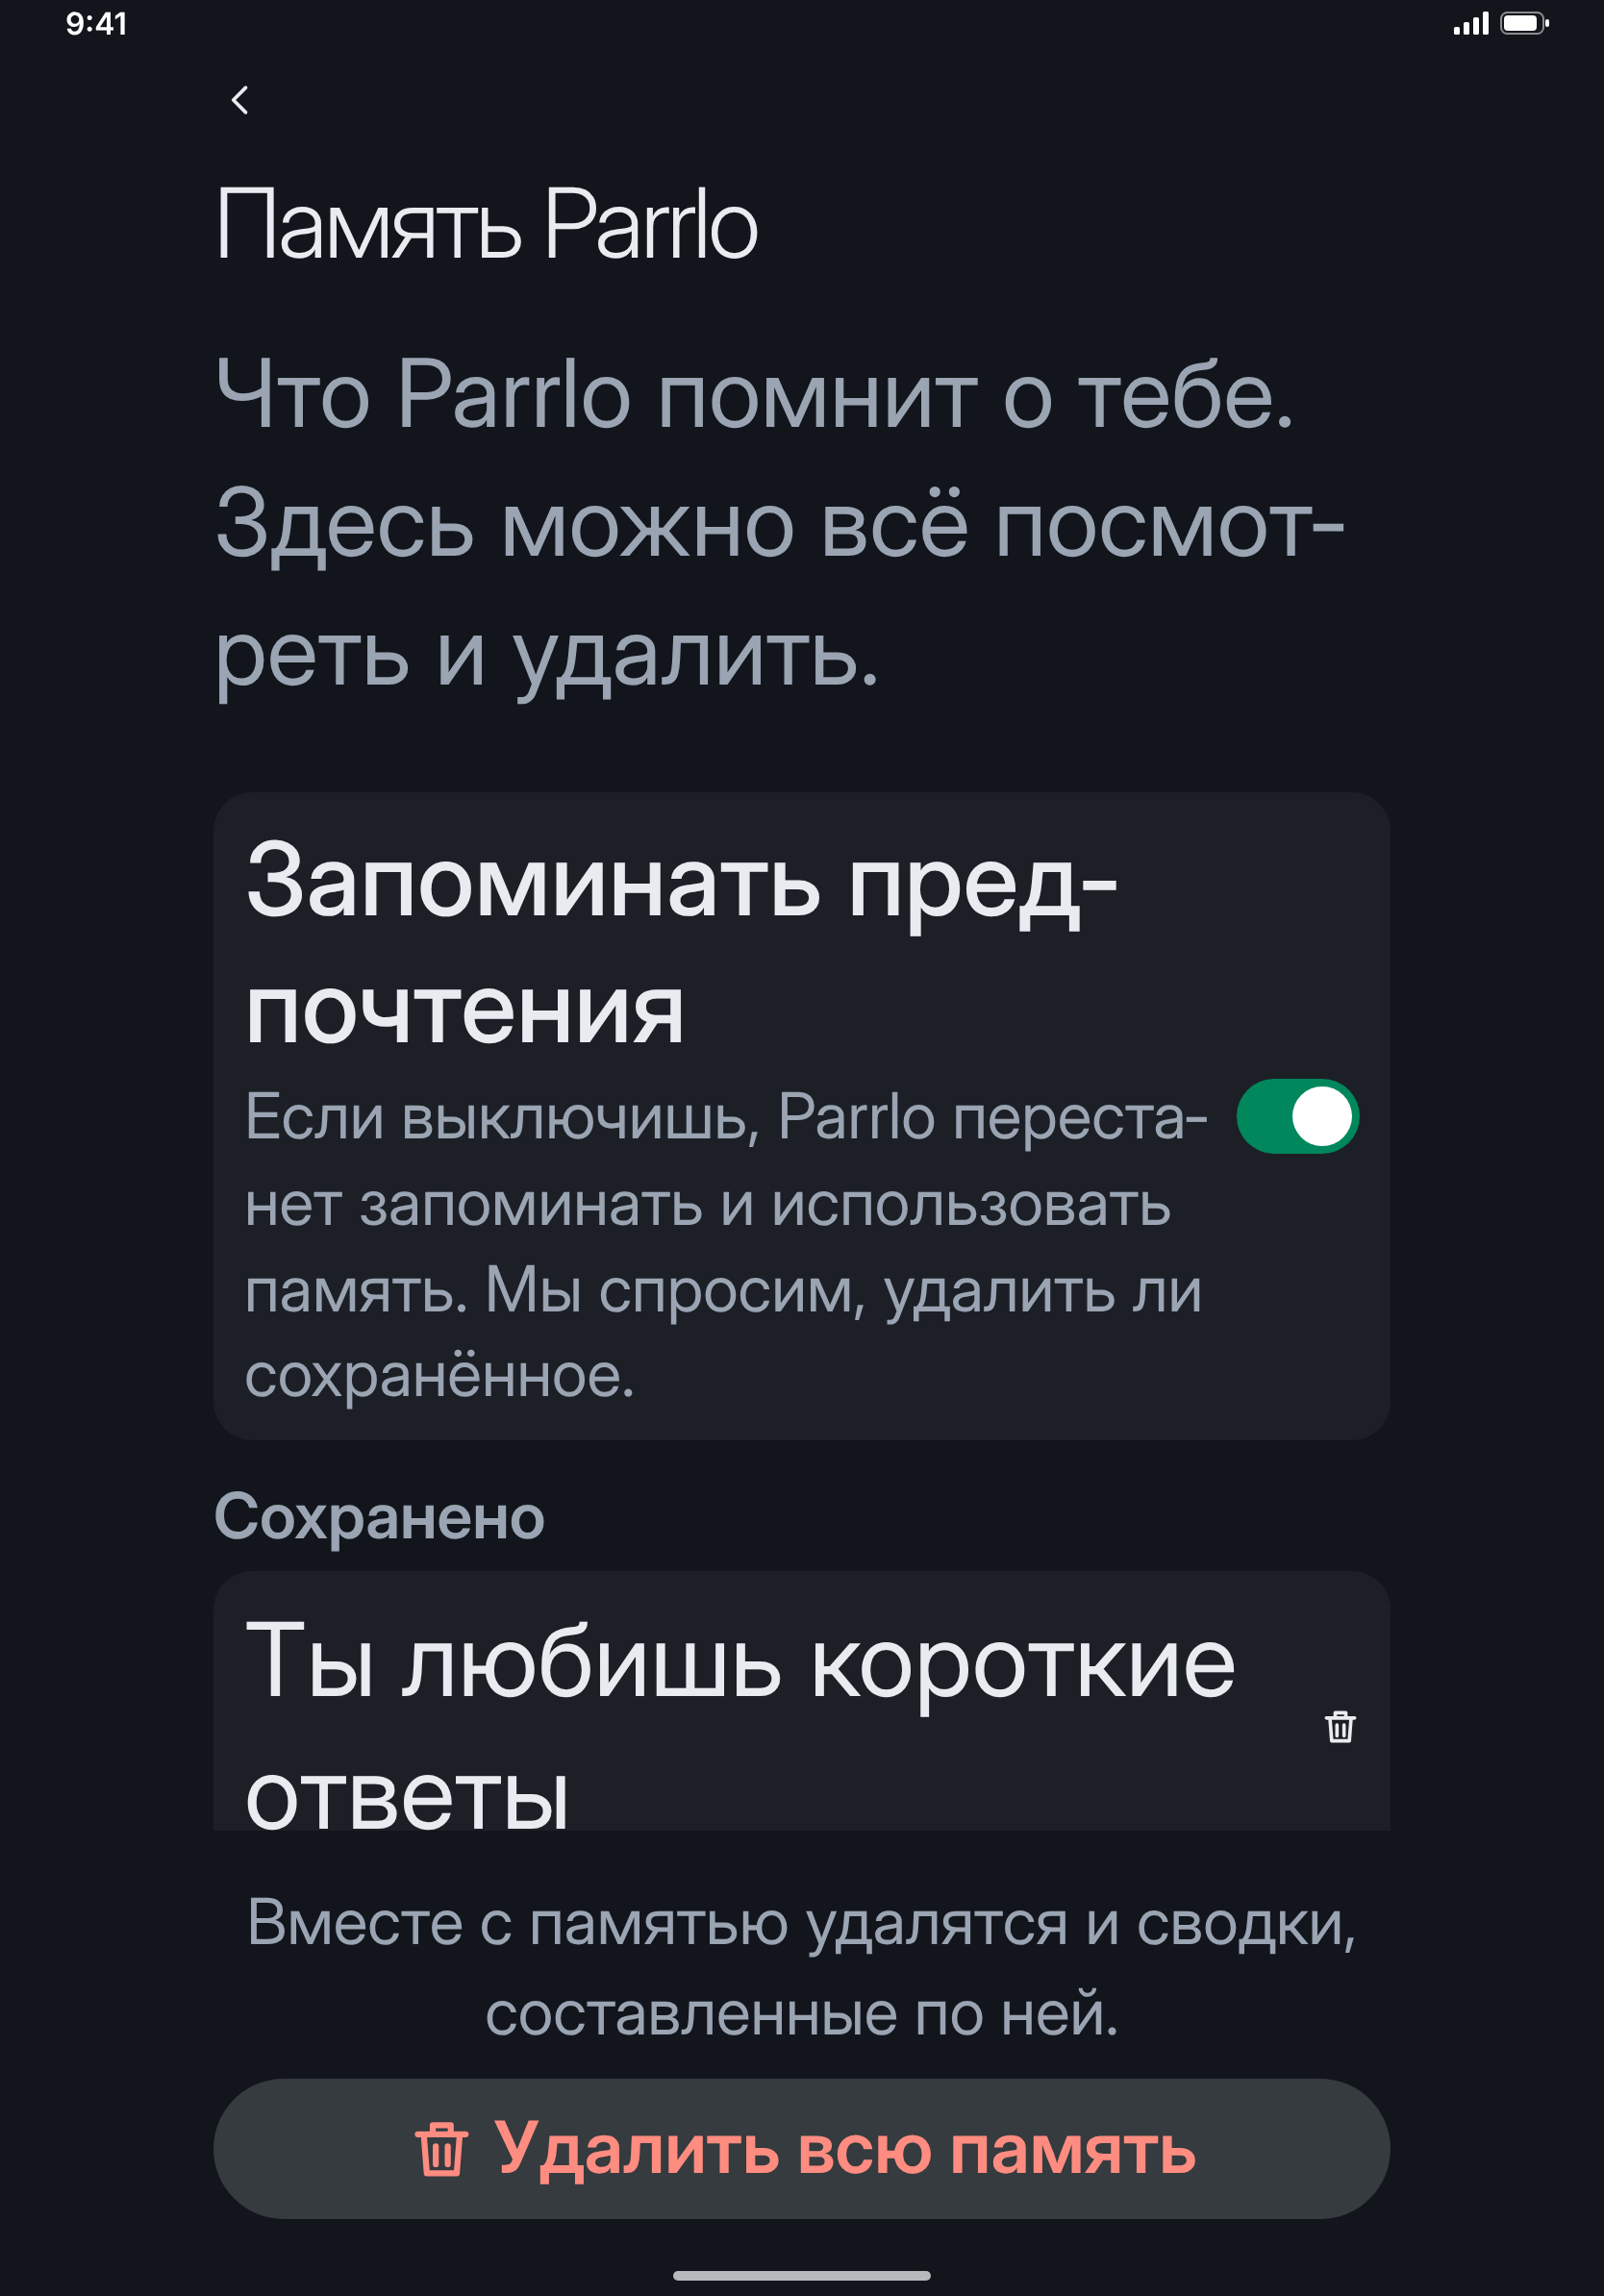 9:41
Память Parrlo
Что Parrlo помнит о тебе.
Здесь можно всё посмот-
реть и удалить.
Запоминать пред-
почтения
Если выключишь, Parrlo переста-
нет запоминать и использовать
память. Мы спросим, удалить ли
сохранённое.
Сохранено
Ты любишь короткие
ответы
Вместе с памятью удалятся и сводки,
составленные по ней.
Удалить всю память